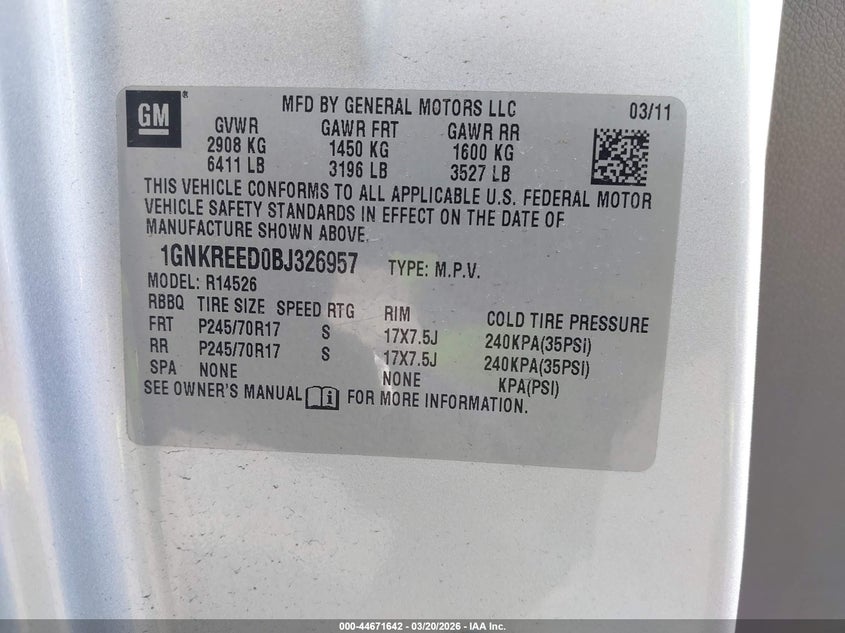 GM ® MFD BY GENERAL MOTORS LLC 03/11
GVWR GAWR FRT GAWR RR
2908 KG 1450 KG 1600 KG
6411 LB 3196 LB 3527 LB
THIS VEHICLE CONFORMS TO ALL APPLICABLE U.S. FEDERAL MOTOR
VEHICLE SAFETY STANDARDS IN EFFECT ON THE DATE OF
MANUFACTURE SHOWN ABOVE.
1GNKREED0BJ326957 TYPE: M.P.V.
MODEL: R14526
RBBQ TIRE SIZE SPEED RTG RIM COLD TIRE PRESSURE
FRT P245/70R17 S 17X7.5J 240KPA(35PSi)
RR P245/70R17 S 17X7.5J 240KPA(35PSi)
SPA NONE NONE KPA(PSI)
SEE OWNER'S MANUAL i FOR MORE INFORMATION.
000-44671642 | 03/20/2026 - IAA Inc.